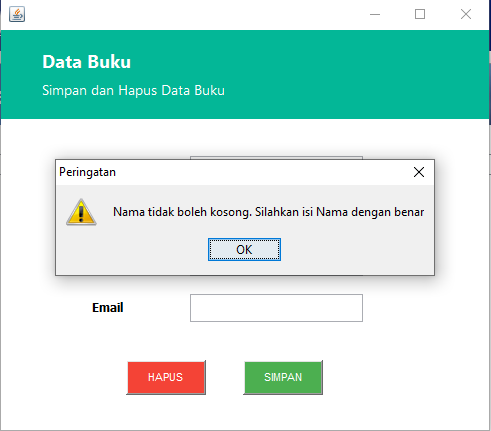 Data Buku
Simpan dan Hapus Data Buku
Peringatan
Nama tidak boleh kosong. Silahkan isi Nama dengan benar
OK
Email
HAPUS
SIMPAN